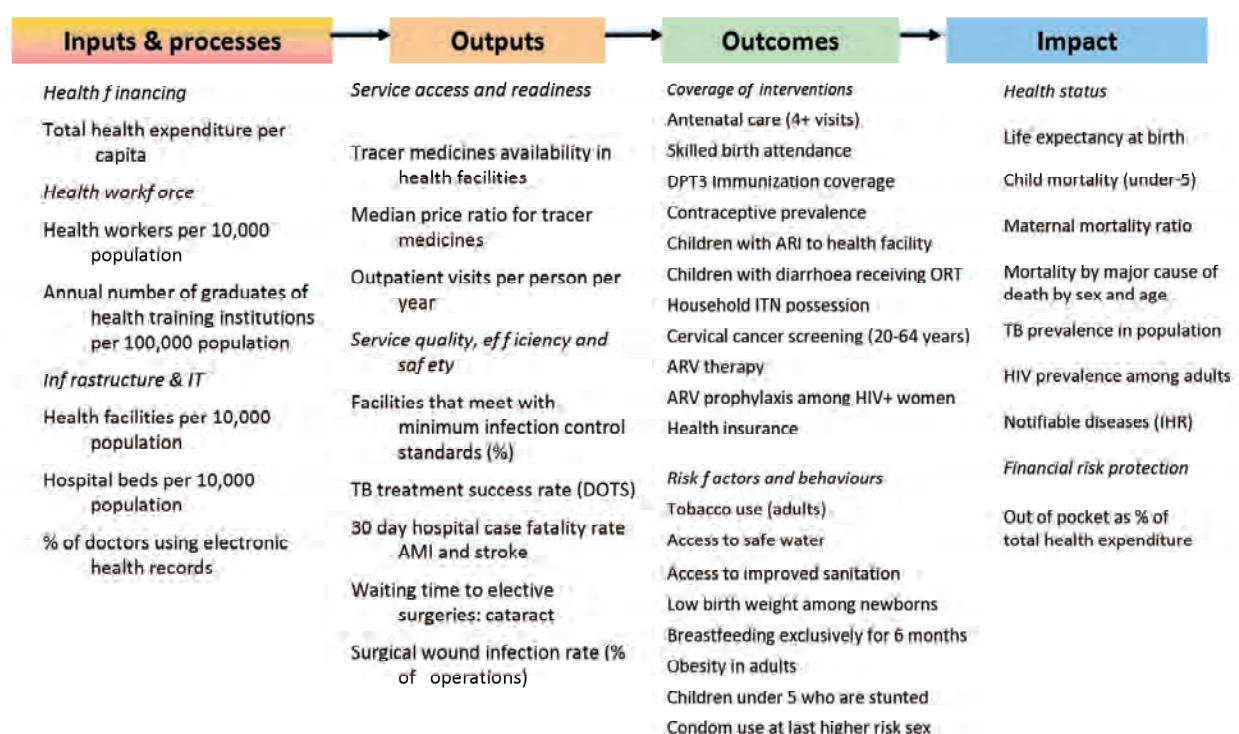 Inputs & processes
Outputs
Outcomes
Impact
Health financing
Total health expenditure per
capita
Health workforce
Health workers per 10,000
population
Annual number of graduates of
health training institutions
per 100,000 population
Infrastructure & IT
Health facilities per 10,000
population
Hospital beds per 10,000
population
% of doctors using electronic
health records
Service access and readiness
Tracer medicines availability in
health facilities
Median price ratio for tracer
medicines
Outpatient visits per person per
year
Service quality, efficiency and
safety
Facilities that meet with
minimum infection control
standards (%)
TB treatment success rate (DOTS)
30 day hospital case fatality rate
AMI and stroke
Waiting time to elective
surgeries: cataract
Surgical wound infection rate (%
of operations)
Coverage of interventions
Antenatal care (4+ visits)
Skilled birth attendance
DPT3 Immunization coverage
Contraceptive prevalence
Children with ARI to health facility
Children with diarrhoea receiving ORT
Household ITN possession
Cervical cancer screening (20-64 years)
ARV therapy
ARV prophylaxis among HIV+ women
Health insurance
Risk factors and behaviours
Tobacco use (adults)
Access to safe water
Access to improved sanitation
Low birth weight among newborns
Breastfeeding exclusively for 6 months
Obesity in adults
Children under 5 who are stunted
Condom use at last higher risk sex
Health status
Life expectancy at birth
Child mortality (under-5)
Maternal mortality ratio
Mortality by major cause of
death by sex and age
TB prevalence in population
HIV prevalence among adults
Notifiable diseases (IHR)
Financial risk protection
Out of pocket as % of
total health expenditure